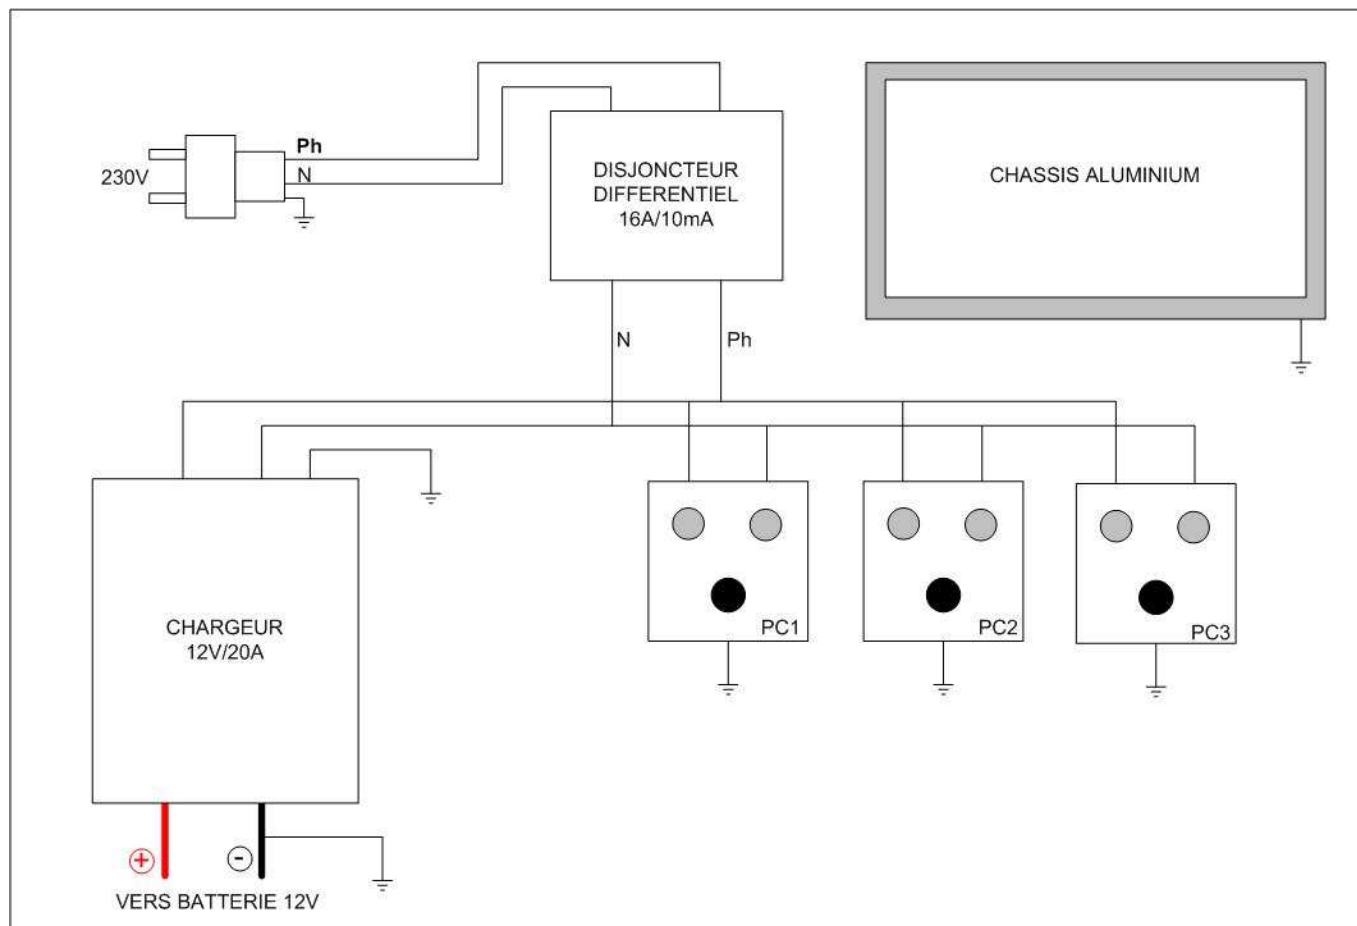 Ph
230V
N
DISJONCTEUR
DIFFERENTIEL
16A/10mA
CHASSIS ALUMINIUM
N
Ph
CHARGEUR
12V/20A
PC1
PC2
PC3
+
-
VERS BATTERIE 12V